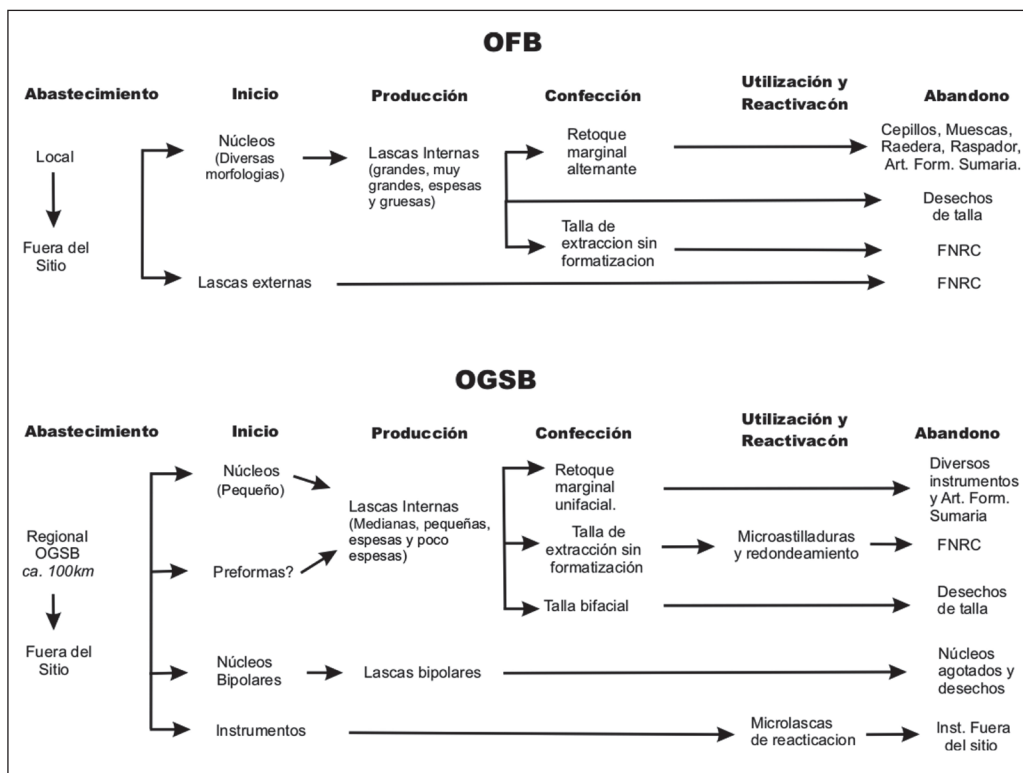 OFB
Abastecimiento
Inicio
Producción
Confección
Utilización y
Reactivacón
Abandono
Local
Fuera del
Sitio
Núcleos
(Diversas
morfologias)
Lascas Internas
(grandes, muy
grandes, espesas
y gruesas)
Retoque
marginal
alternante
Cepillos, Muescas,
Raedera, Raspador,
Art. Form. Sumaria.
Desechos
de talla
Talla de
extraccion sin
formatizacion
FNRC
Lascas externas
FNRC
OGSB
Abastecimiento
Inicio
Producción
Confección
Utilización y
Reactivacón
Abandono
Regional
OGSB
ca. 100km
Fuera del
Sitio
Núcleos
(Pequeño)
Preformas?
Lascas Internas
(Medianas, pequeñas,
espesas y poco
espesas)
Retoque
marginal
unifacial.
Diversos
instrumentos
y Art. Form.
Sumaria
Talla de
extracción sin
formatización
Microastilladuras
y redondeamiento
FNRC
Talla bifacial
Desechos
de talla
Núcleos
Bipolares
Lascas bipolares
Núcleos
agotados y
desechos
Instrumentos
Microlascas
de reacticacion
Inst. Fuera
del sitio